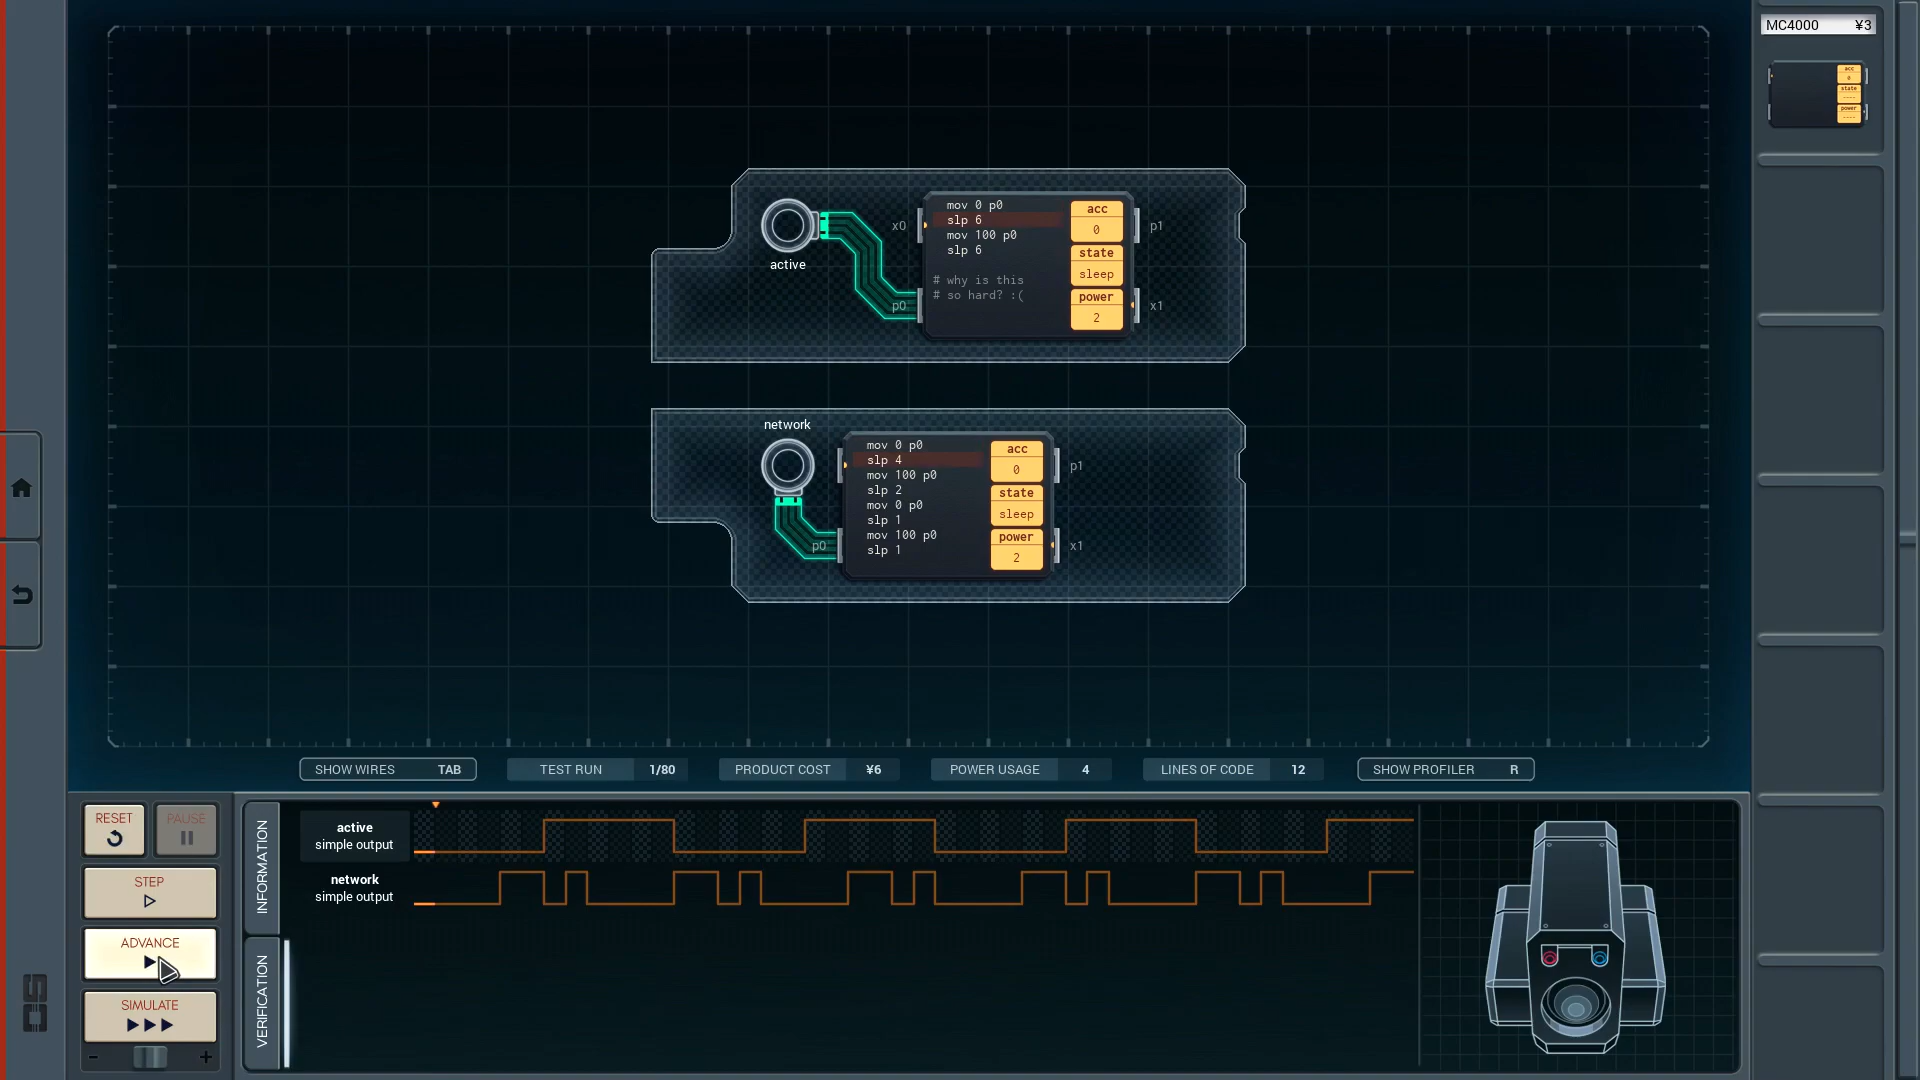 MC4000 ¥3
acc
0
state
----
power
----
active
x0
p0
mov 0 p0
slp 6
mov 100 p0
slp 6
# why is this
# so hard? :(
acc
0
state
sleep
power
2
p1
x1
network
p0
mov 0 p0
slp 4
mov 100 p0
slp 2
mov 0 p0
slp 1
mov 100 p0
slp 1
acc
0
state
sleep
power
2
p1
x1
SHOW WIRES TAB
TEST RUN 1/80
PRODUCT COST ¥6
POWER USAGE 4
LINES OF CODE 12
SHOW PROFILER R
RESET
PAUSE
STEP
ADVANCE
SIMULATE
- +
INFORMATION
VERIFICATION
active
simple output
network
simple output